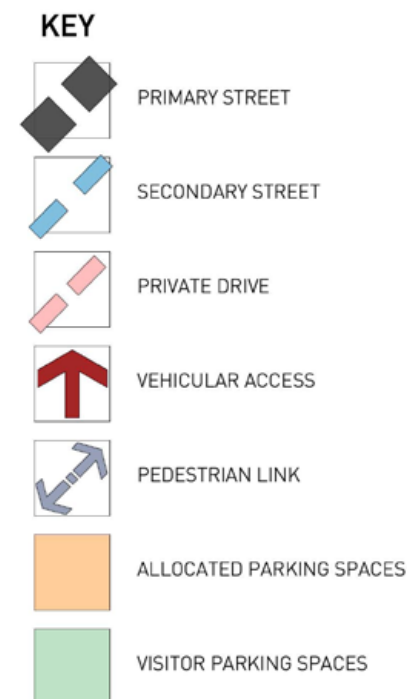 KEY
PRIMARY STREET
SECONDARY STREET
PRIVATE DRIVE
VEHICULAR ACCESS
PEDESTRIAN LINK
ALLOCATED PARKING SPACES
VISITOR PARKING SPACES